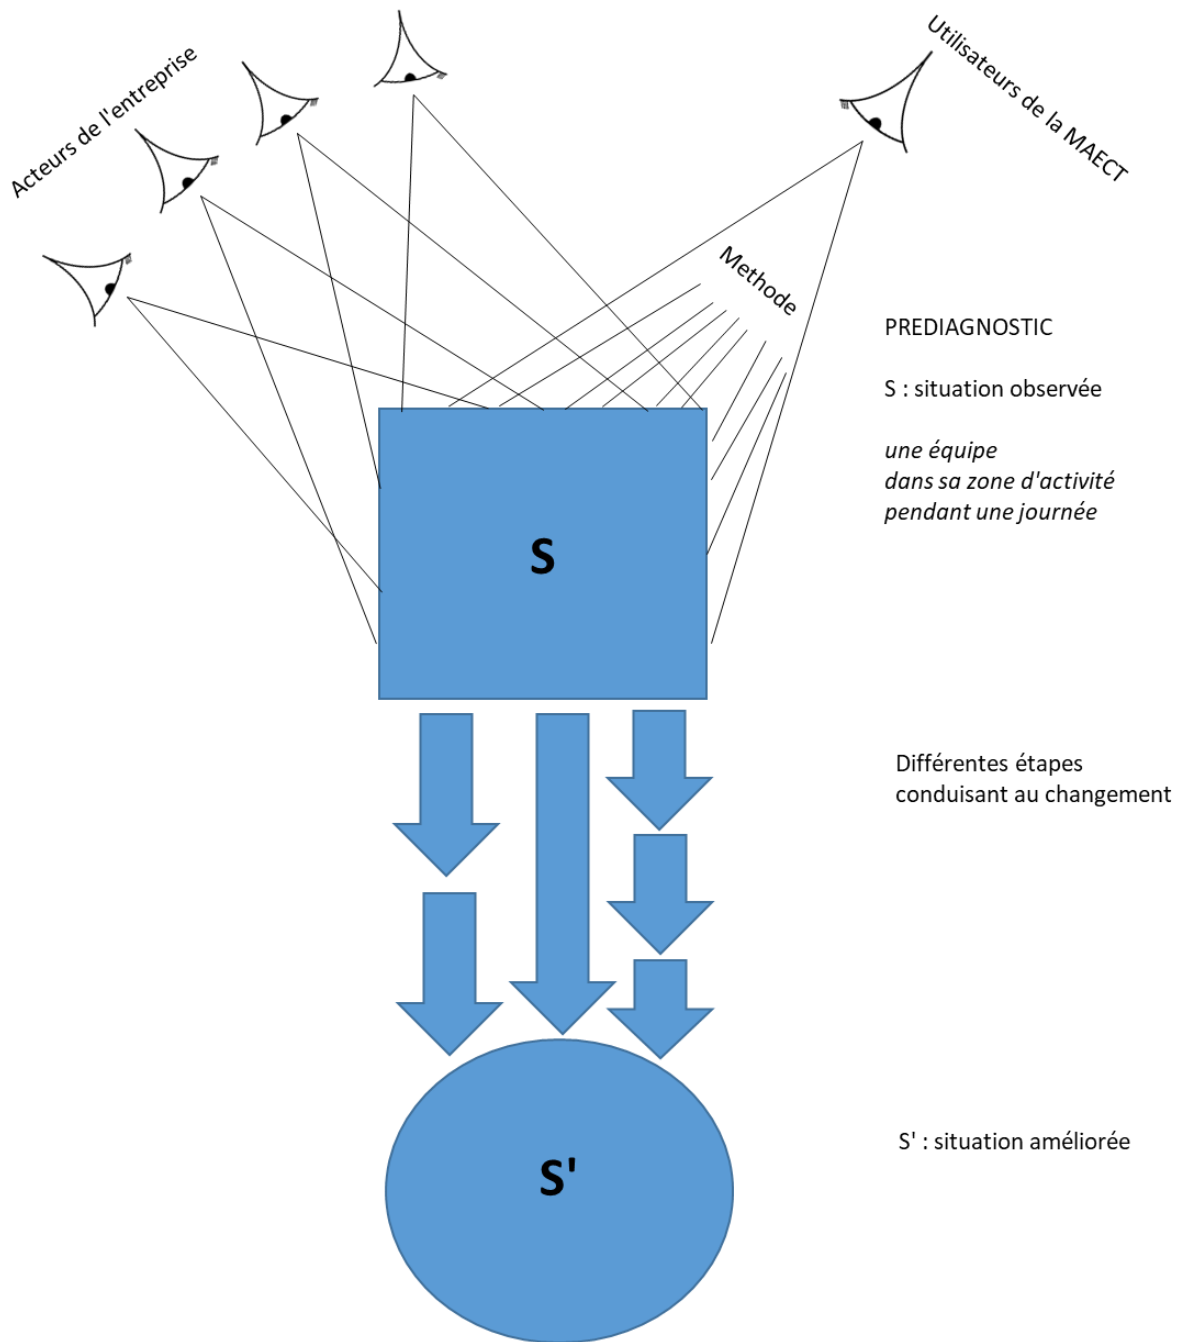 Acteurs de l'entreprise
Utilisateurs de la MAECT
Methode
PREDIAGNOSTIC
S : situation observée
une équipe
dans sa zone d'activité
pendant une journée
S
Différentes étapes
conduisant au changement
S' : situation améliorée
S'